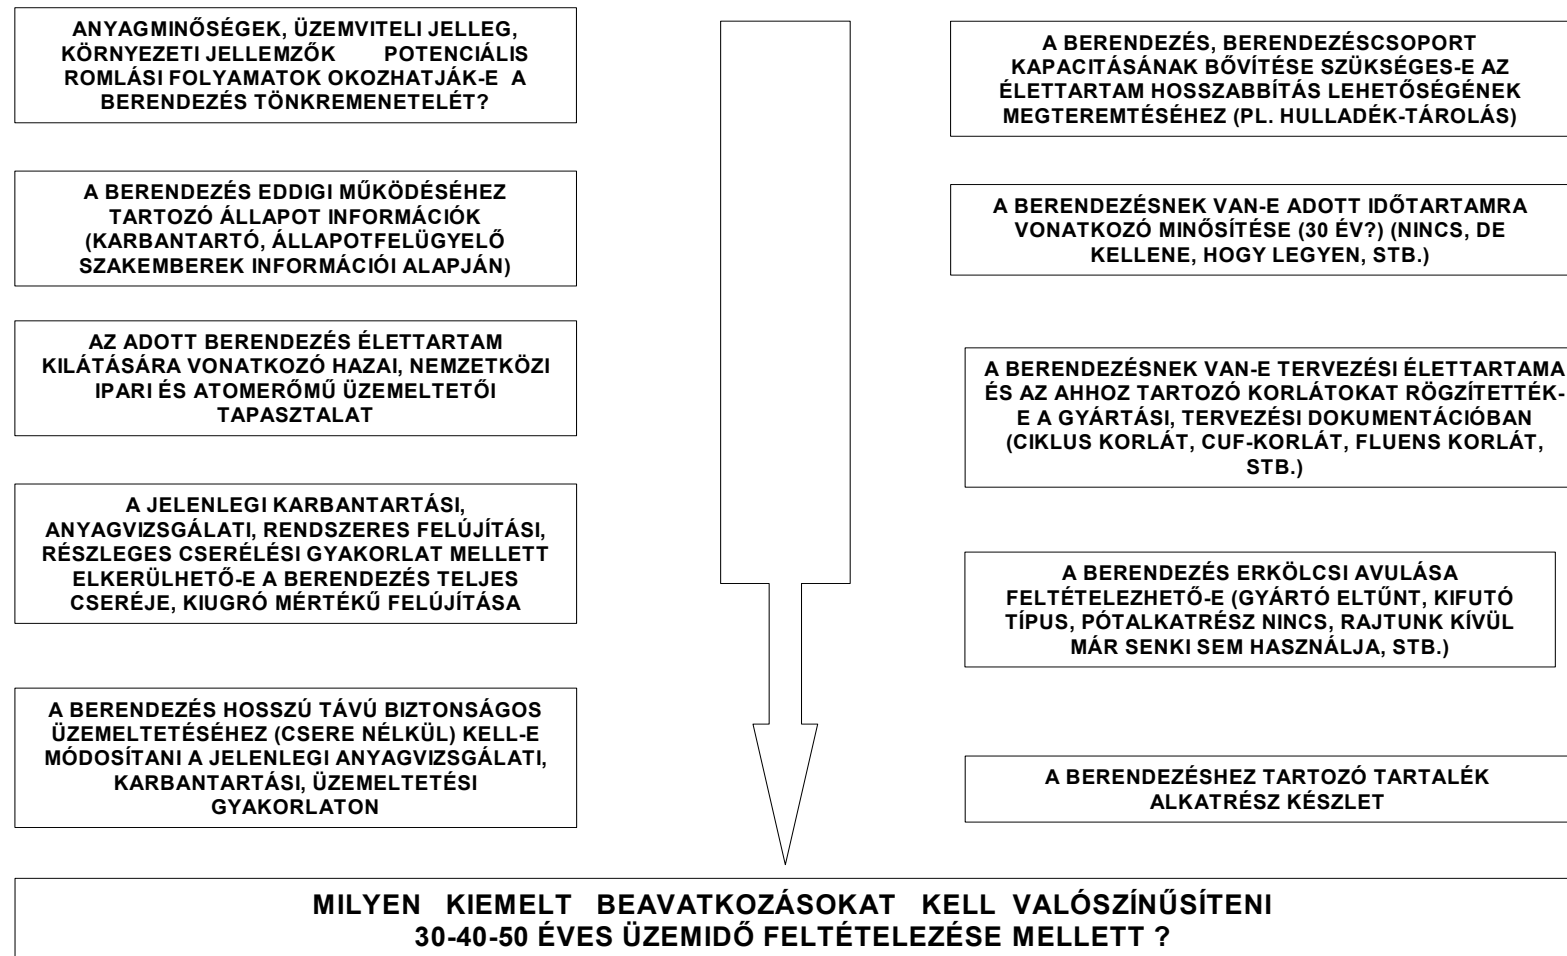 ANYAGMINŐSÉGEK, ÜZEMVITELI JELLEG,
KÖRNYEZETI JELLEMZŐK POTENCIÁLIS
ROMLÁSI FOLYAMATOK OKOZHATJÁK-E A
BERENDEZÉS TÖNKREMENETELÉT?
A BERENDEZÉS EDDIGI MŰKÖDÉSÉHEZ
TARTOZÓ ÁLLAPOT INFORMÁCIÓK
(KARBANTARTÓ, ÁLLAPOTFELÜGYELŐ
SZAKEMBEREK INFORMÁCIÓI ALAPJÁN)
AZ ADOTT BERENDEZÉS ÉLETTARTAM
KILÁTÁSÁRA VONATKOZÓ HAZAI, NEMZETKÖZI
IPARI ÉS ATOMERŐMŰ ÜZEMELTETŐI
TAPASZTALAT
A JELENLEGI KARBANTARTÁSI,
ANYAGVIZSGÁLATI, RENDSZERES FELÚJÍTÁSI,
RÉSZLEGES CSERÉLÉSI GYAKORLAT MELLETT
ELKERÜLHETŐ-E A BERENDEZÉS TELJES
CSERÉJE, KIUGRÓ MÉRTÉKŰ FELÚJÍTÁSA
A BERENDEZÉS HOSSZÚ TÁVÚ BIZTONSÁGOS
ÜZEMELTETÉSÉHEZ (CSERE NÉLKÜL) KELL-E
MÓDOSÍTANI A JELENLEGI ANYAGVIZSGÁLATI,
KARBANTARTÁSI, ÜZEMELTETÉSI
GYAKORLATON
A BERENDEZÉS, BERENDEZÉSCSOPORT
KAPACITÁSÁNAK BŐVÍTÉSE SZÜKSÉGES-E AZ
ÉLETTARTAM HOSSZABBÍTÁS LEHETŐSÉGÉNEK
MEGTEREMTÉSÉHEZ (PL. HULLADÉK-TÁROLÁS)
A BERENDEZÉSNEK VAN-E ADOTT IDŐTARTAMRA
VONATKOZÓ MINŐSÍTÉSE (30 ÉV?) (NINCS, DE
KELLENE, HOGY LEGYEN, STB.)
A BERENDEZÉSNEK VAN-E TERVEZÉSI ÉLETTARTAMA
ÉS AZ AHHOZ TARTOZÓ KORLÁTOKAT RÖGZÍTETTÉK-
E A GYÁRTÁSI, TERVEZÉSI DOKUMENTÁCIÓBAN
(CIKLUS KORLÁT, CUF-KORLÁT, FLUENS KORLÁT,
STB.)
A BERENDEZÉS ERKÖLCSI AVULÁSA
FELTÉTELEZHETŐ-E (GYÁRTÓ ELTŰNT, KIFUTÓ
TÍPUS, PÓTALKATRÉSZ NINCS, RAJTUNK KÍVÜL
MÁR SENKI SEM HASZNÁLJA, STB.)
A BERENDEZÉSHEZ TARTOZÓ TARTALÉK
ALKATRÉSZ KÉSZLET
MILYEN KIEMELT BEAVATKOZÁSOKAT KELL VALÓSZÍNŰSÍTENI
30-40-50 ÉVES ÜZEMIDŐ FELTÉTELEZÉSE MELLETT ?